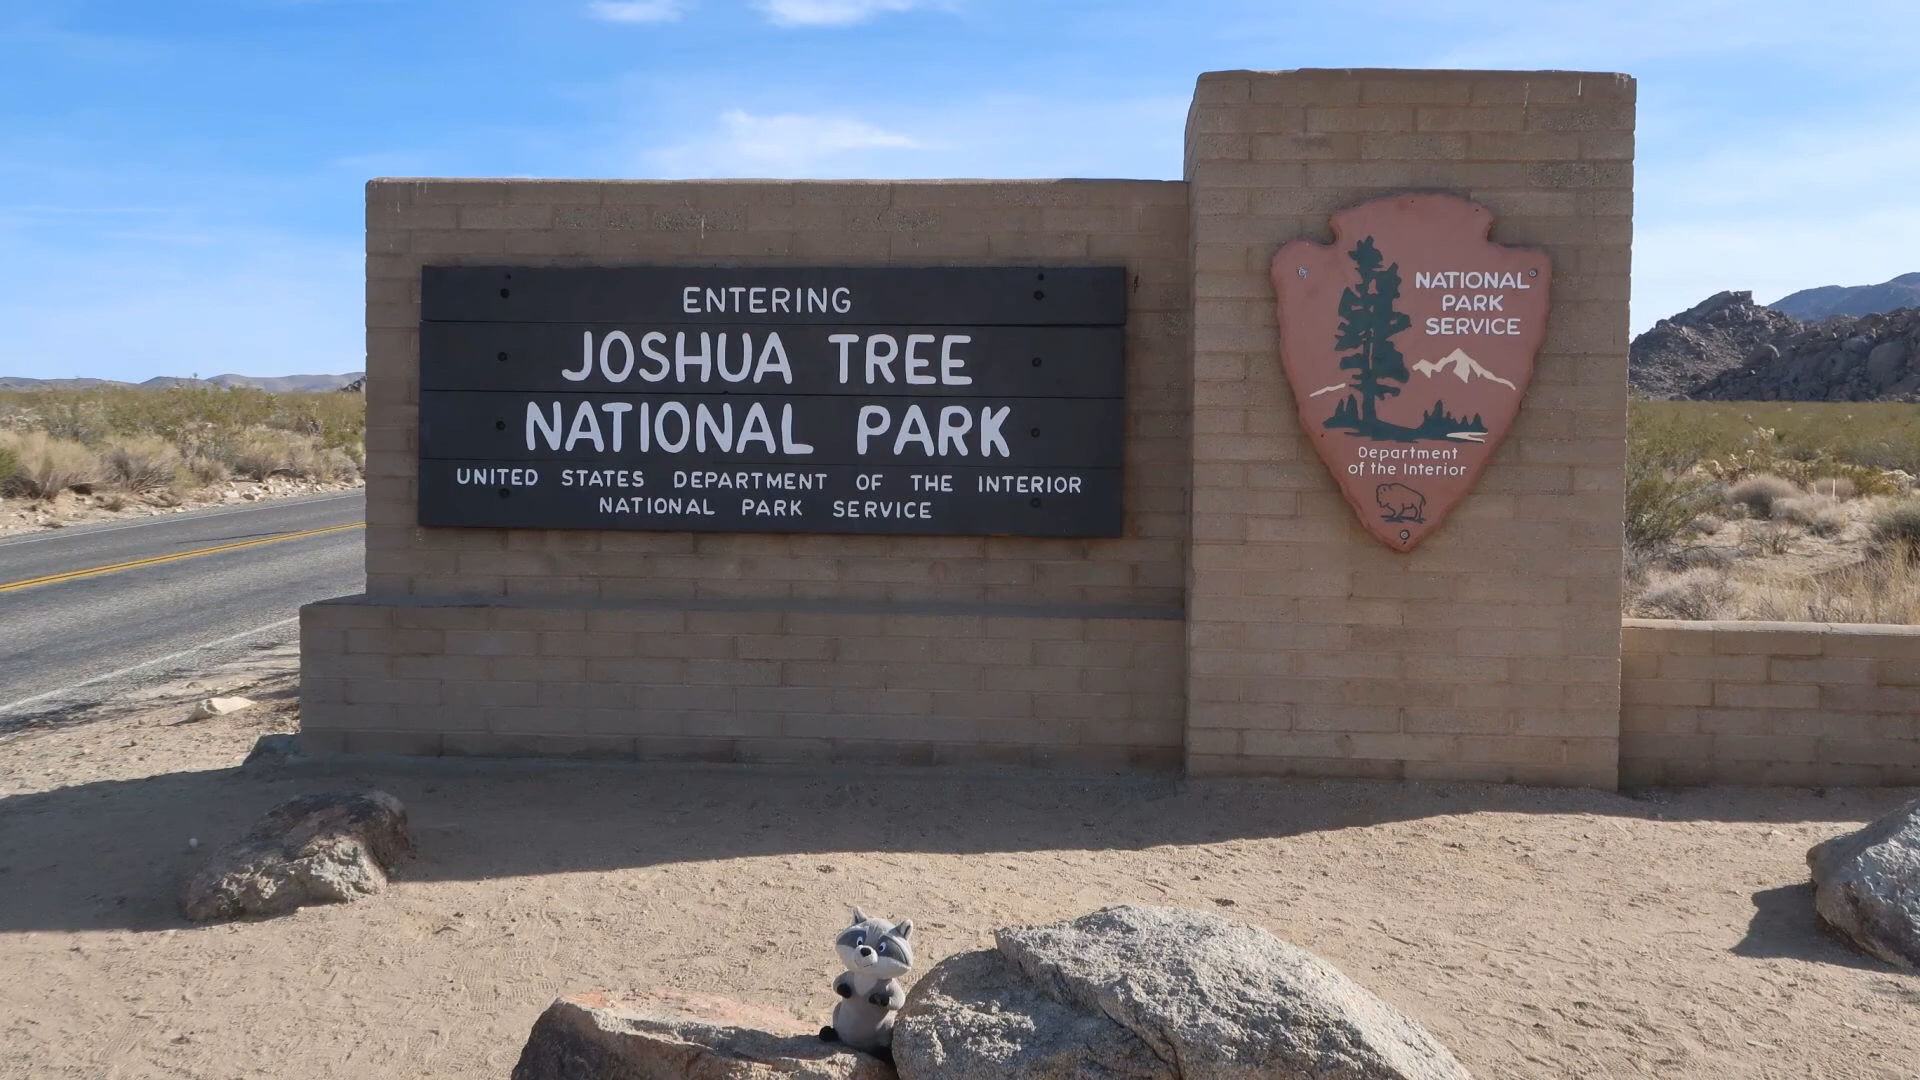 ENTERING
JOSHUA TREE
NATIONAL PARK
UNITED STATES DEPARTMENT OF THE INTERIOR
NATIONAL PARK SERVICE
NATIONAL
PARK
SERVICE
Department
of the Interior